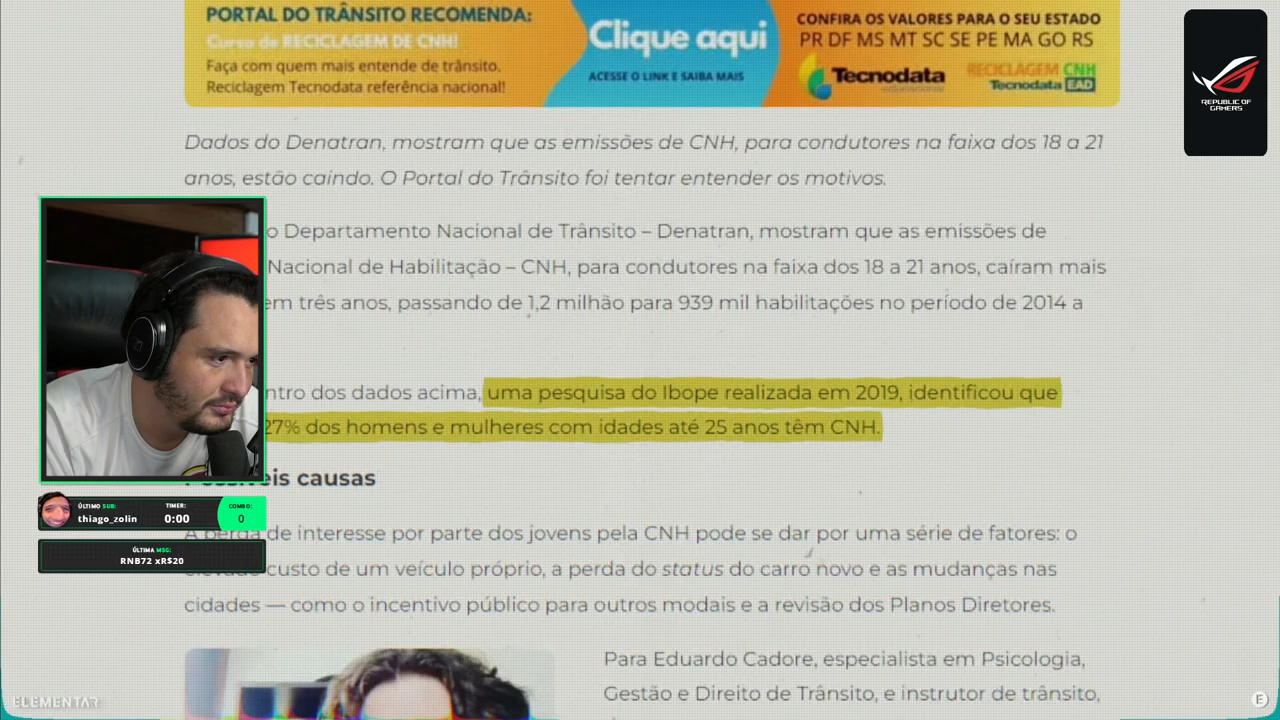 PORTAL DO TRÂNSITO RECOMENDA:
Curso de RECICLAGEM DE CNH!
Faça com quem mais entende de trânsito.
Reciclagem Tecnodata referência nacional!
Clique aqui
ACESSE O LINK E SAIBA MAIS
CONFIRA OS VALORES PARA O SEU ESTADO
PR DF MS MT SC SE PE MA GO RS
Tecnodata
educacional
RECICLAGEM CNH
Tecnodata EAD
REPUBLIC OF
GAMERS
Dados do Denatran, mostram que as emissões de CNH, para condutores na faixa dos 18 a 21
anos, estão caindo. O Portal do Trânsito foi tentar entender os motivos.
o Departamento Nacional de Trânsito – Denatran, mostram que as emissões de
Nacional de Habilitação – CNH, para condutores na faixa dos 18 a 21 anos, caíram mais
em três anos, passando de 1,2 milhão para 939 mil habilitações no período de 2014 a
ntro dos dados acima, uma pesquisa do Ibope realizada em 2019, identificou que
27% dos homens e mulheres com idades até 25 anos têm CNH.
Possíveis causas
A perda de interesse por parte dos jovens pela CNH pode se dar por uma série de fatores: o
elevado custo de um veículo próprio, a perda do status do carro novo e as mudanças nas
cidades — como o incentivo público para outros modais e a revisão dos Planos Diretores.
Para Eduardo Cadore, especialista em Psicologia,
Gestão e Direito de Trânsito, e instrutor de trânsito,
ÚLTIMO SUB:
thiago_zolin
TIMER:
0:00
COMBO:
0
ÚLTIMA MSG:
RNB72 xR$20
ELEMENTAR
E